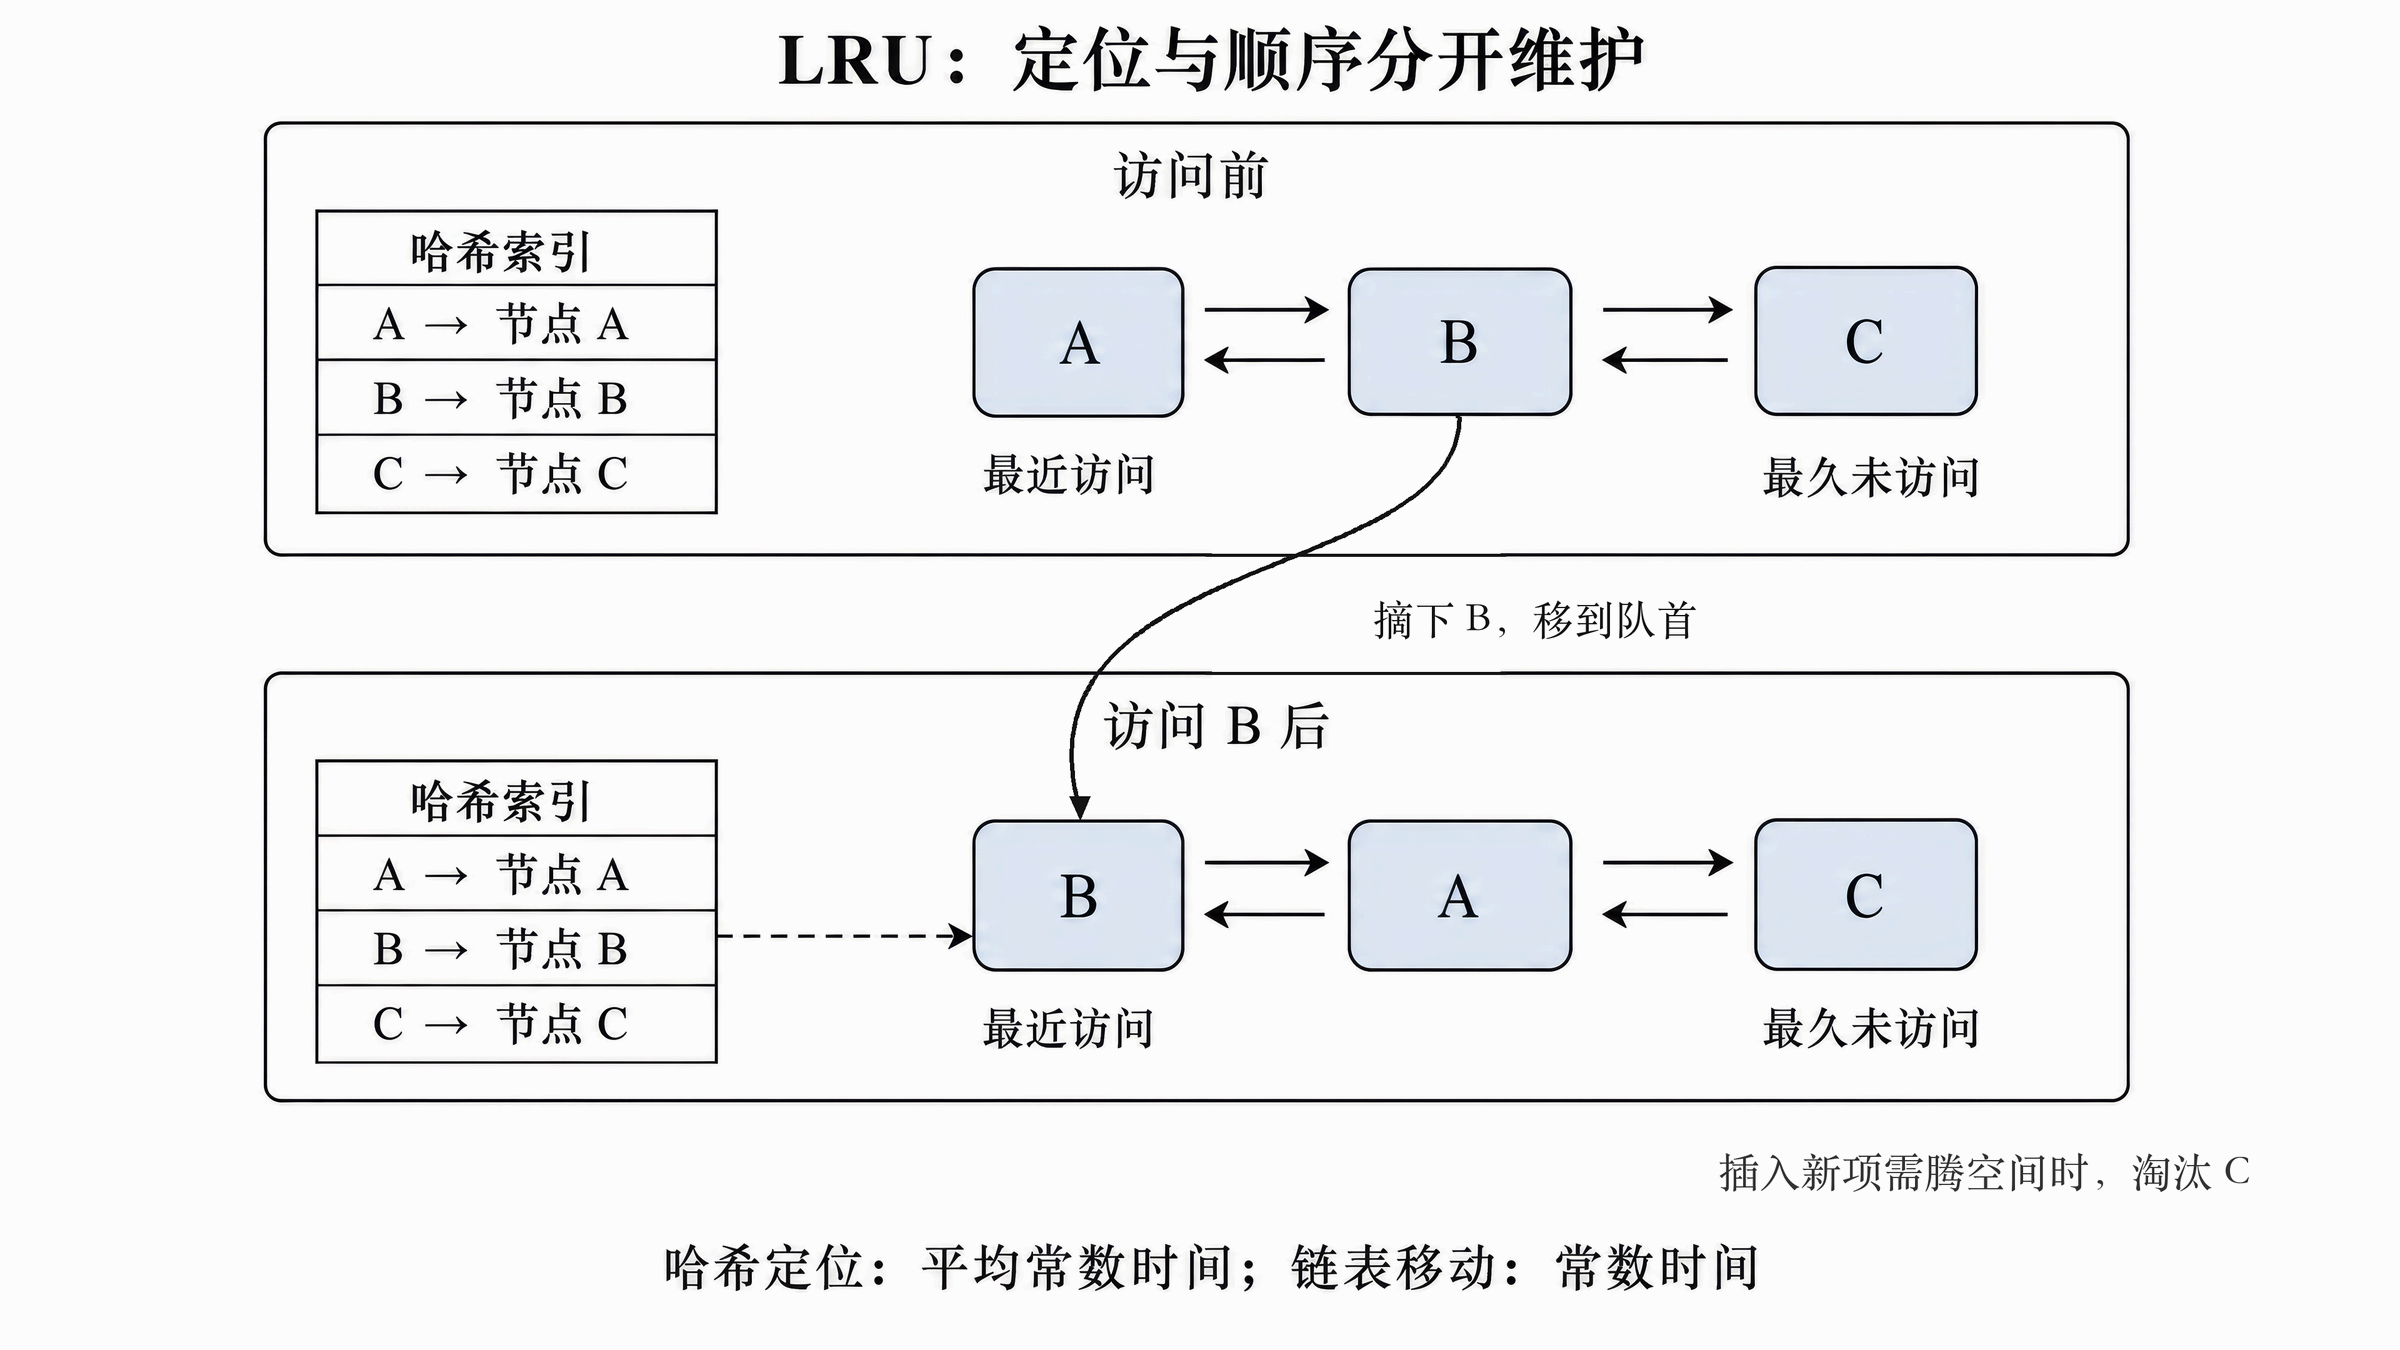 LRU：定位与顺序分开维护
访问前
哈希索引
A → 节点 A
B → 节点 B
C → 节点 C
A
B
C
最近访问
最久未访问
摘下 B，移到队首
访问 B 后
哈希索引
A → 节点 A
B → 节点 B
C → 节点 C
B
A
C
最近访问
最久未访问
插入新项需腾空间时，淘汰 C
哈希定位：平均常数时间；链表移动：常数时间